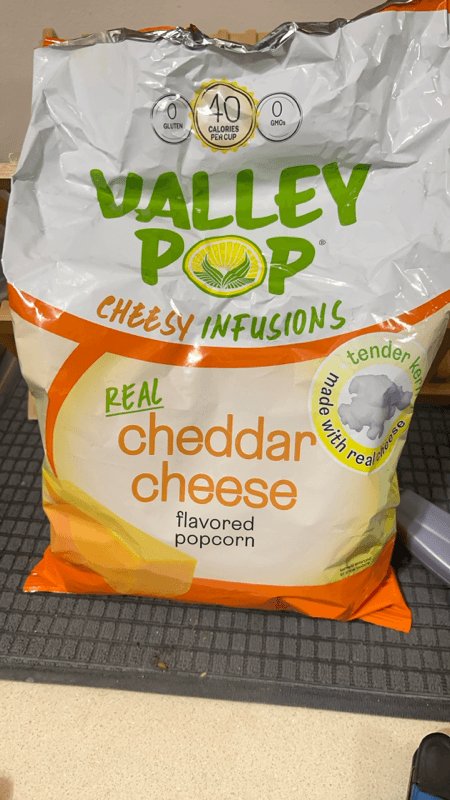 0
GLUTEN
40
CALORIES
PER CUP
0
GMOs
VALLEY
POP®
CHEESY INFUSIONS
tender
made with real cheese
REAL
cheddar
cheese
flavored
popcorn